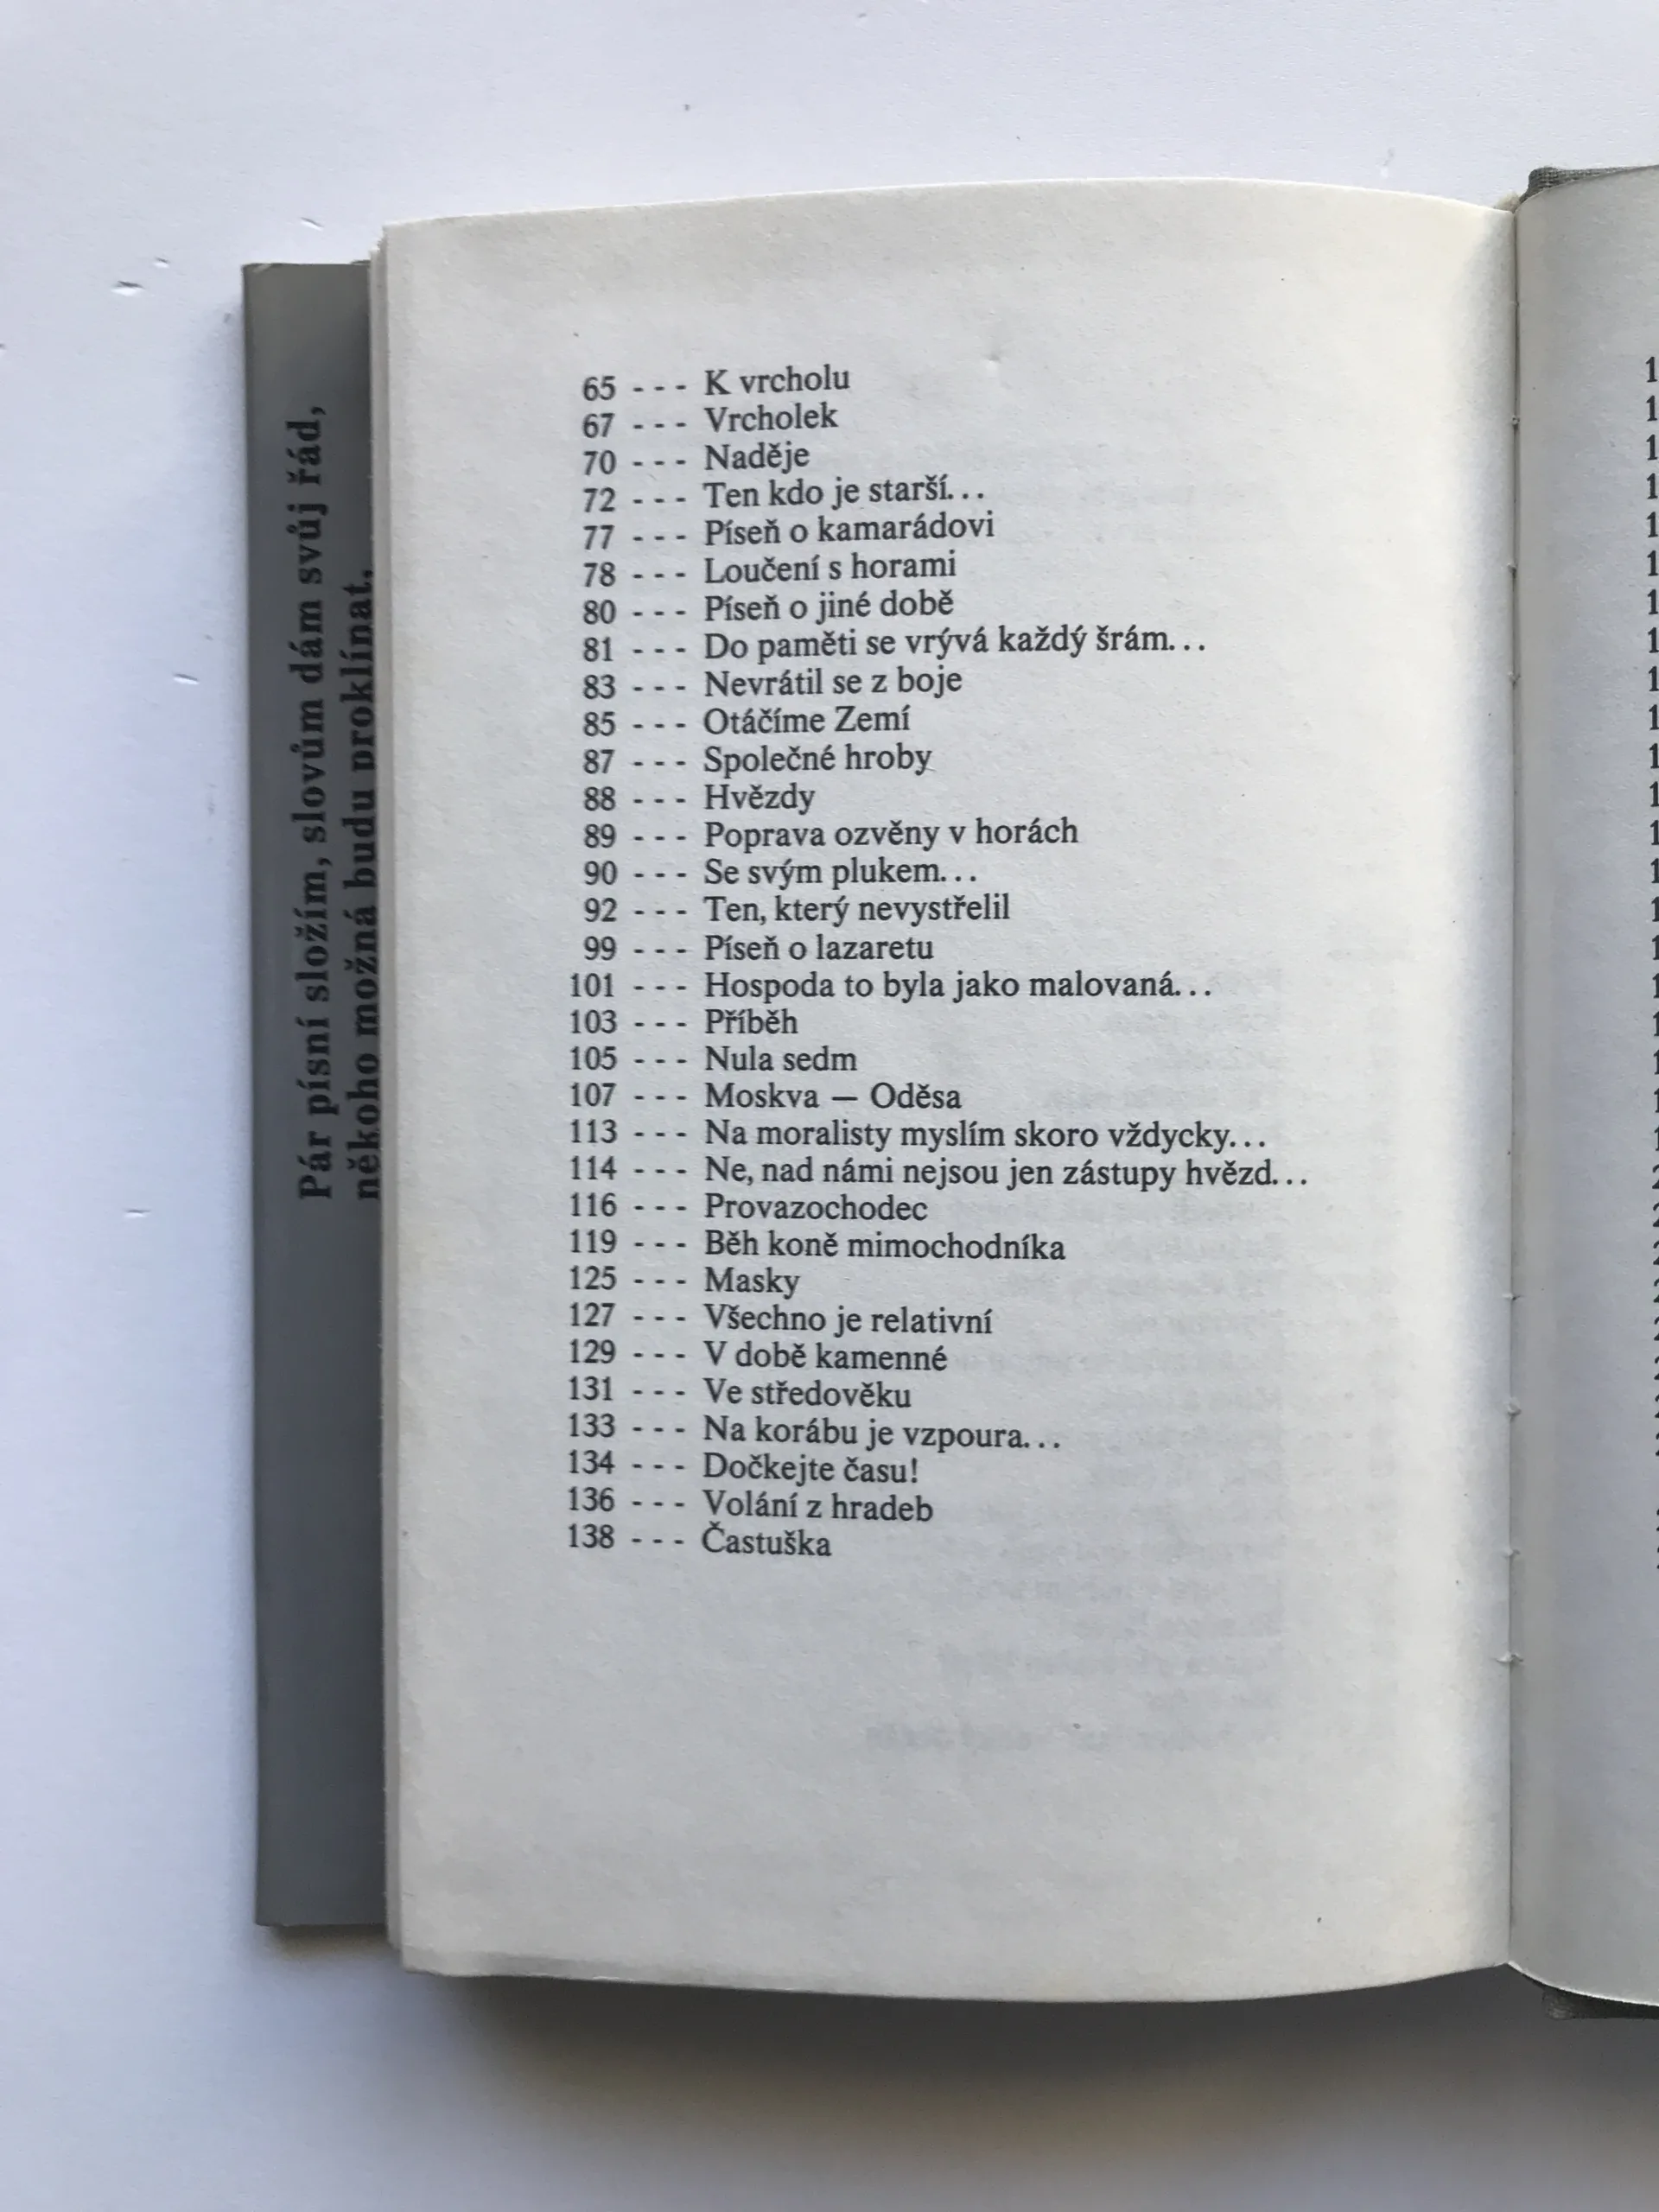 Pár písní složím, slovům dám svůj řád,
někoho možná budu proklínat,
65 --- K vrcholu
67 --- Vrcholek
70 --- Naděje
72 --- Ten kdo je starší...
77 --- Píseň o kamarádovi
78 --- Loučení s horami
80 --- Píseň o jiné době
81 --- Do paměti se vrývá každý šrám...
83 --- Nevrátil se z boje
85 --- Otáčíme Zemí
87 --- Společné hroby
88 --- Hvězdy
89 --- Poprava ozvěny v horách
90 --- Se svým plukem...
92 --- Ten, který nevystřelil
99 --- Píseň o lazaretu
101 --- Hospoda to byla jako malovaná...
103 --- Příběh
105 --- Nula sedm
107 --- Moskva — Oděsa
113 --- Na moralisty myslím skoro vždycky...
114 --- Ne, nad námi nejsou jen zástupy hvězd...
116 --- Provazochodec
119 --- Běh koně mimochodníka
125 --- Masky
127 --- Všechno je relativní
129 --- V době kamenné
131 --- Ve středověku
133 --- Na korábu je vzpoura...
134 --- Dočkejte času!
136 --- Volání z hradeb
138 --- Častuška